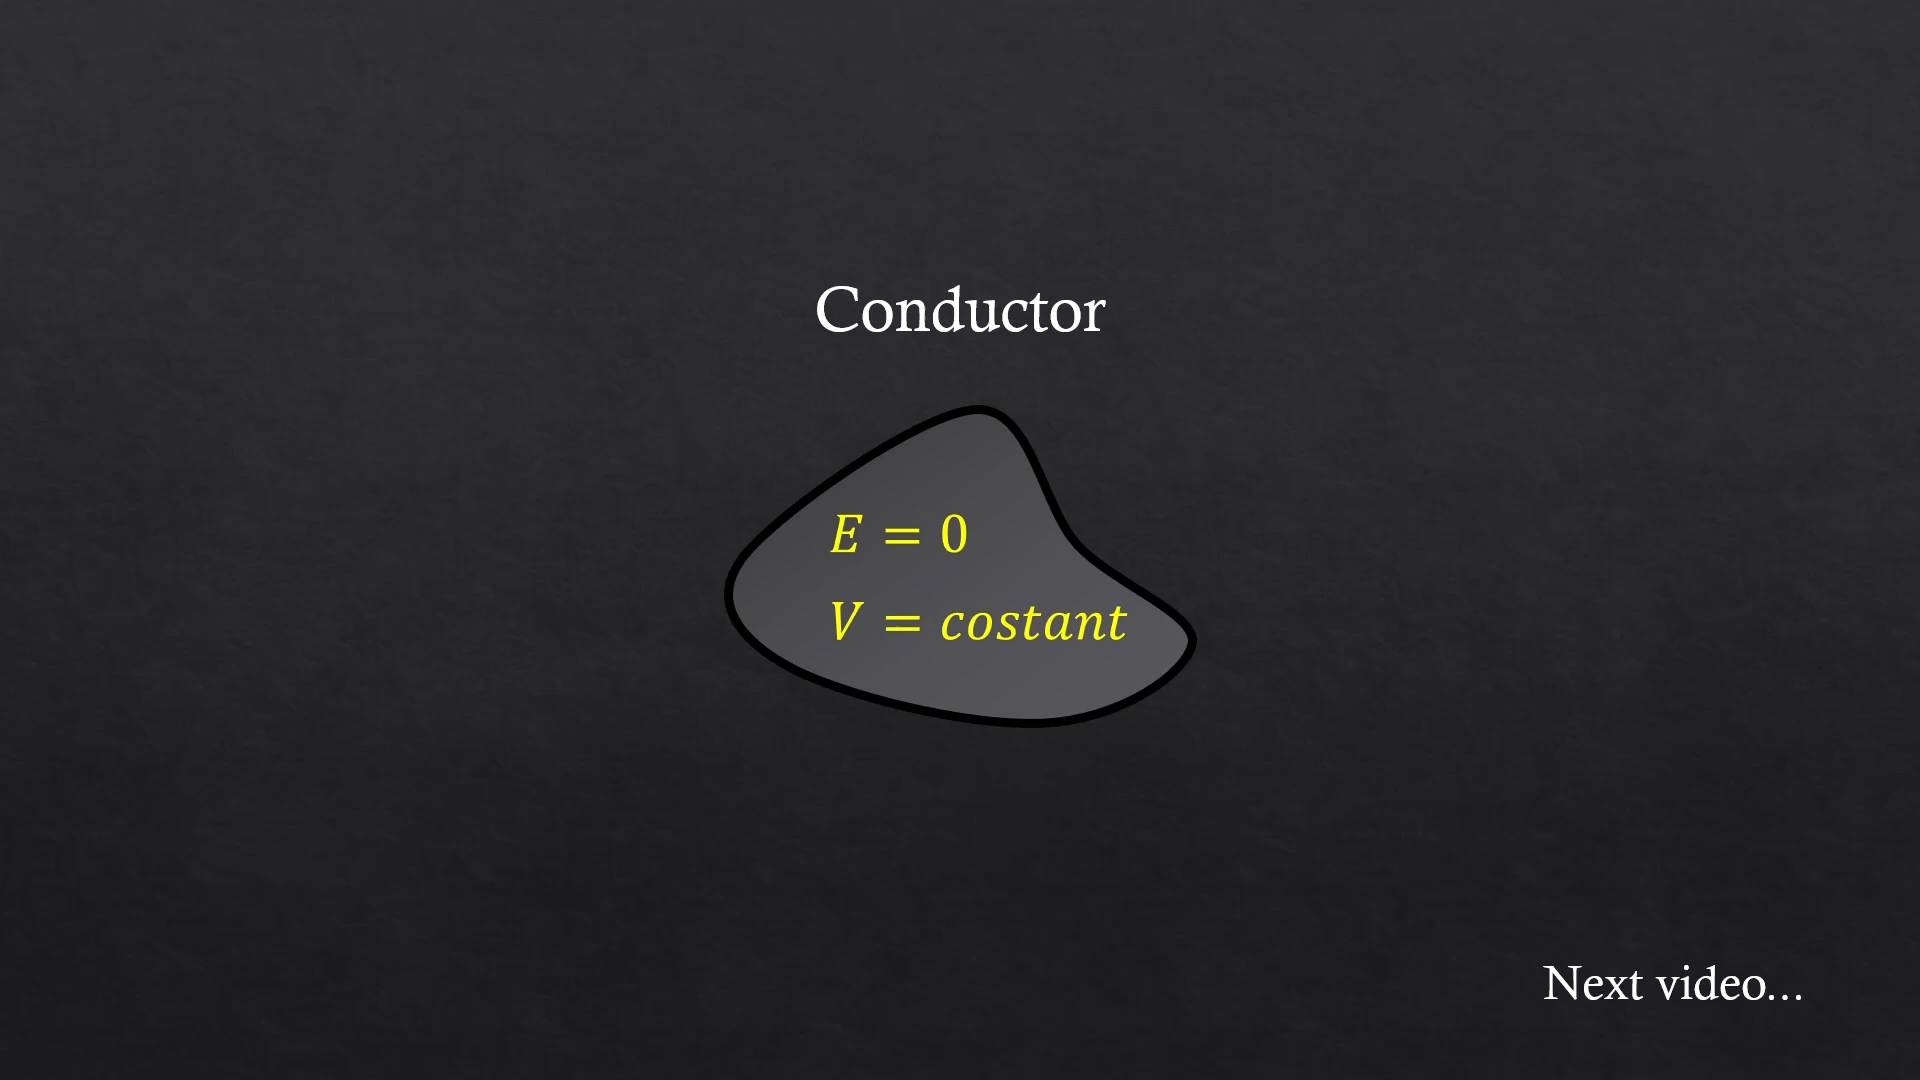 Conductor
E = 0
V = costant
Next video...